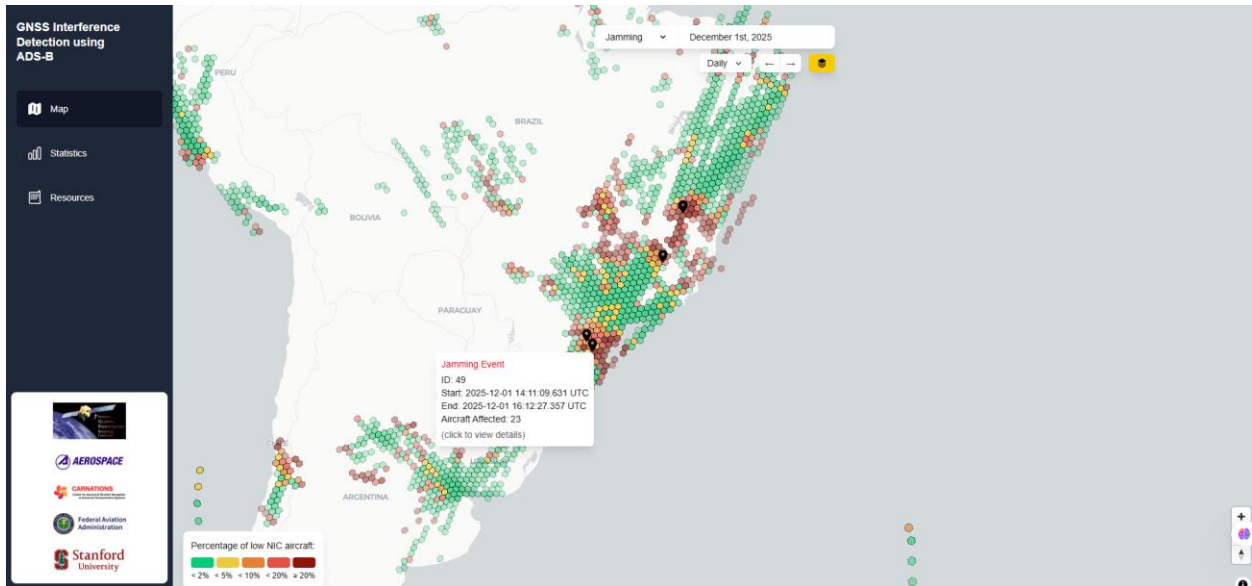 GNSS Interference
Detection using
ADS-B
Map
Statistics
Resources
AEROSPACE
CARNATIONS
Federal Aviation
Administration
Stanford
University
Jamming
December 1st, 2025
Daily
← →
PERU
BRAZIL
BOLIVIA
PARAGUAY
Jamming Event
ID: 49
Start: 2025-12-01 14:11:09.631 UTC
End: 2025-12-01 16:12:27.357 UTC
Aircraft Affected: 23
(click to view details)
ARGENTINA
Percentage of low NIC aircraft:
< 2% < 5% < 10% < 20% ≥ 20%
+